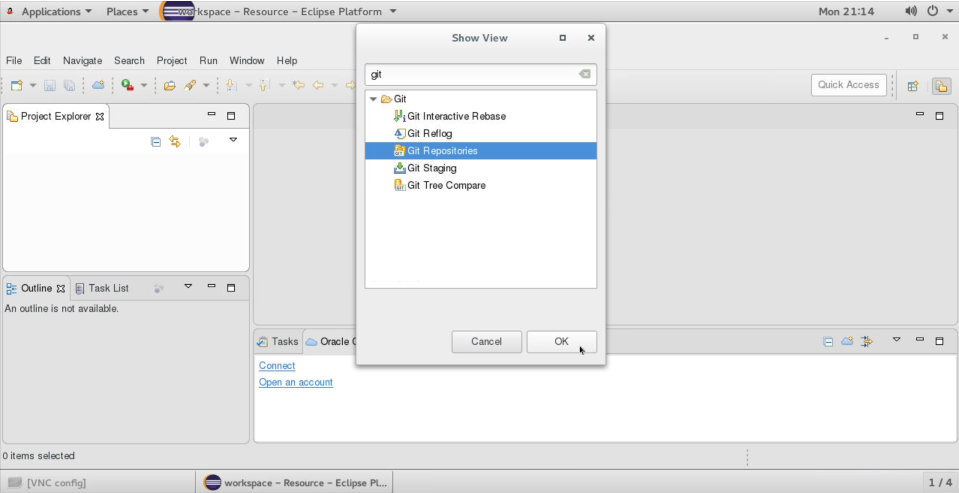 Applications Places workspace – Resource – Eclipse Platform Mon 21:14
Show View
File Edit Navigate Search Project Run Window Help
git
Quick Access
Git
Project Explorer
Git Interactive Rebase
Git Reflog
Git Repositories
Git Staging
Git Tree Compare
Outline Task List
An outline is not available.
Tasks Oracle
Cancel OK
Connect
Open an account
0 items selected
[VNC config] workspace – Resource – Eclipse Pl... 1 / 4